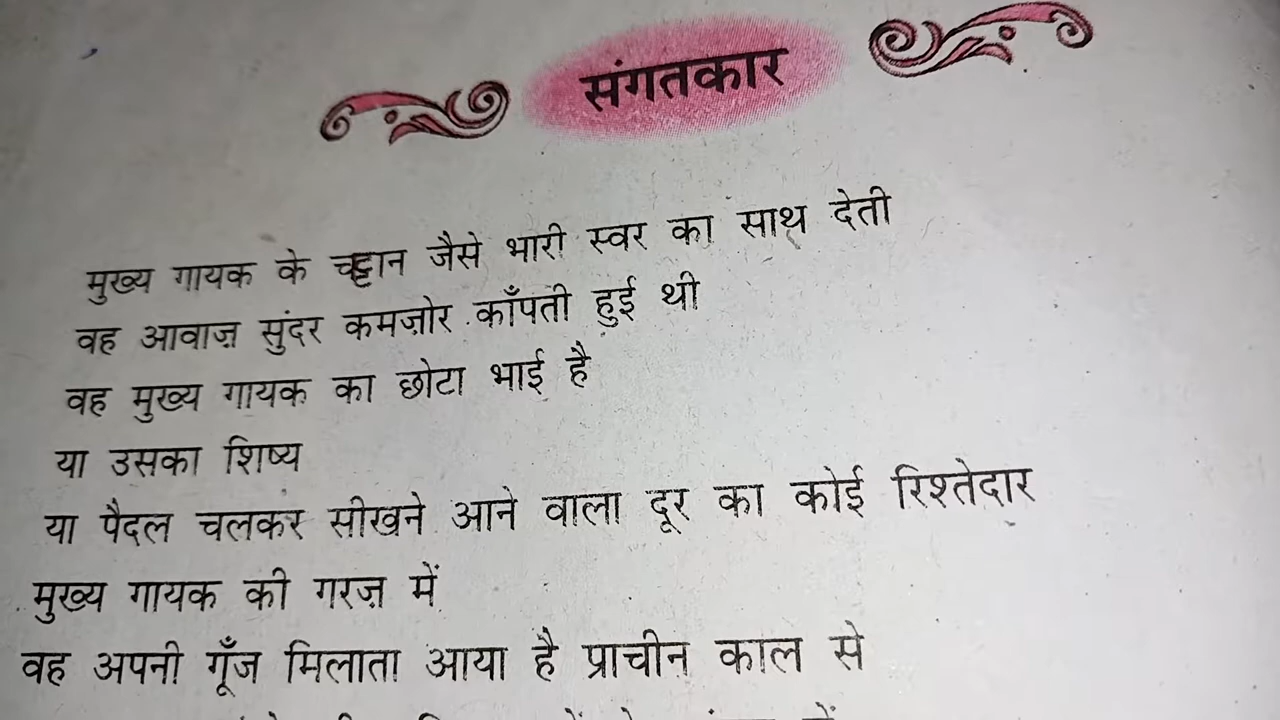 संगतकार
मुख्य गायक के चट्टान जैसे भारी स्वर का साथ देती
वह आवाज़ सुंदर कमज़ोर काँपती हुई थी
वह मुख्य गायक का छोटा भाई है
या उसका शिष्य
या पैदल चलकर सीखने आने वाला दूर का कोई रिश्तेदार
मुख्य गायक की गरज़ में
वह अपनी गूँज मिलाता आया है प्राचीन काल से